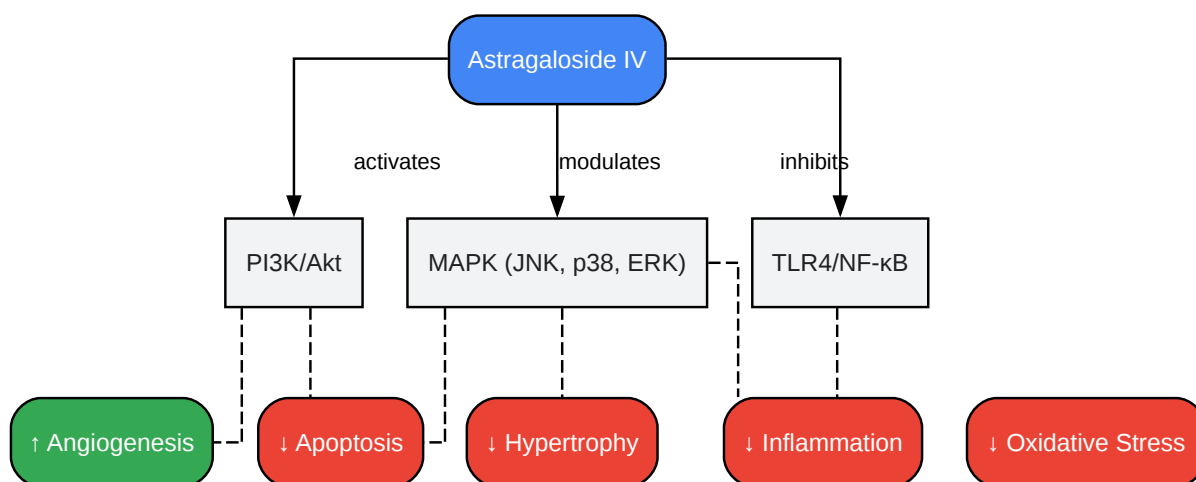 Astragaloside IV
activates
modulates
inhibits
PI3K/Akt
MAPK (JNK, p38, ERK)
TLR4/NF-κB
↑ Angiogenesis
↓ Apoptosis
↓ Hypertrophy
↓ Inflammation
↓ Oxidative Stress